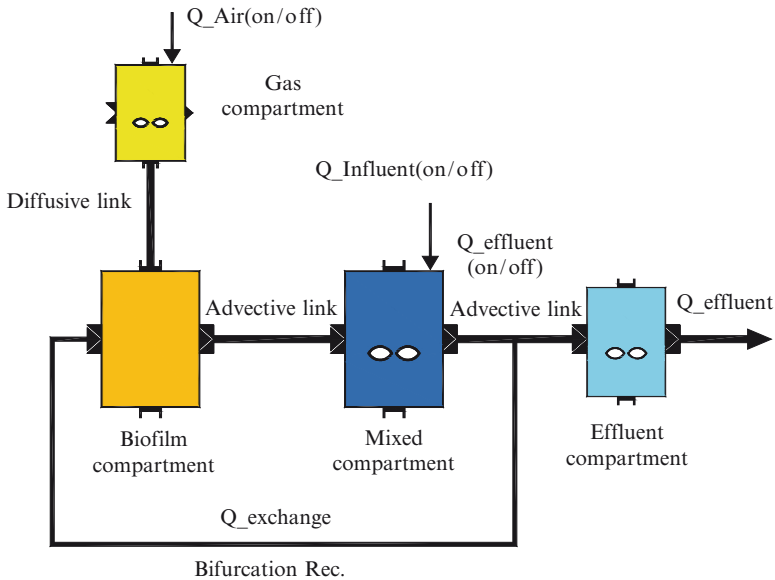 Q_Air(on/off)
Gas
compartment
Q_Influent(on/off)
Diffusive link
Q_effluent
(on/off)
Advective link
Advective link
Q_effluent
Biofilm
compartment
Mixed
compartment
Effluent
compartment
Q_exchange
Bifurcation Rec.